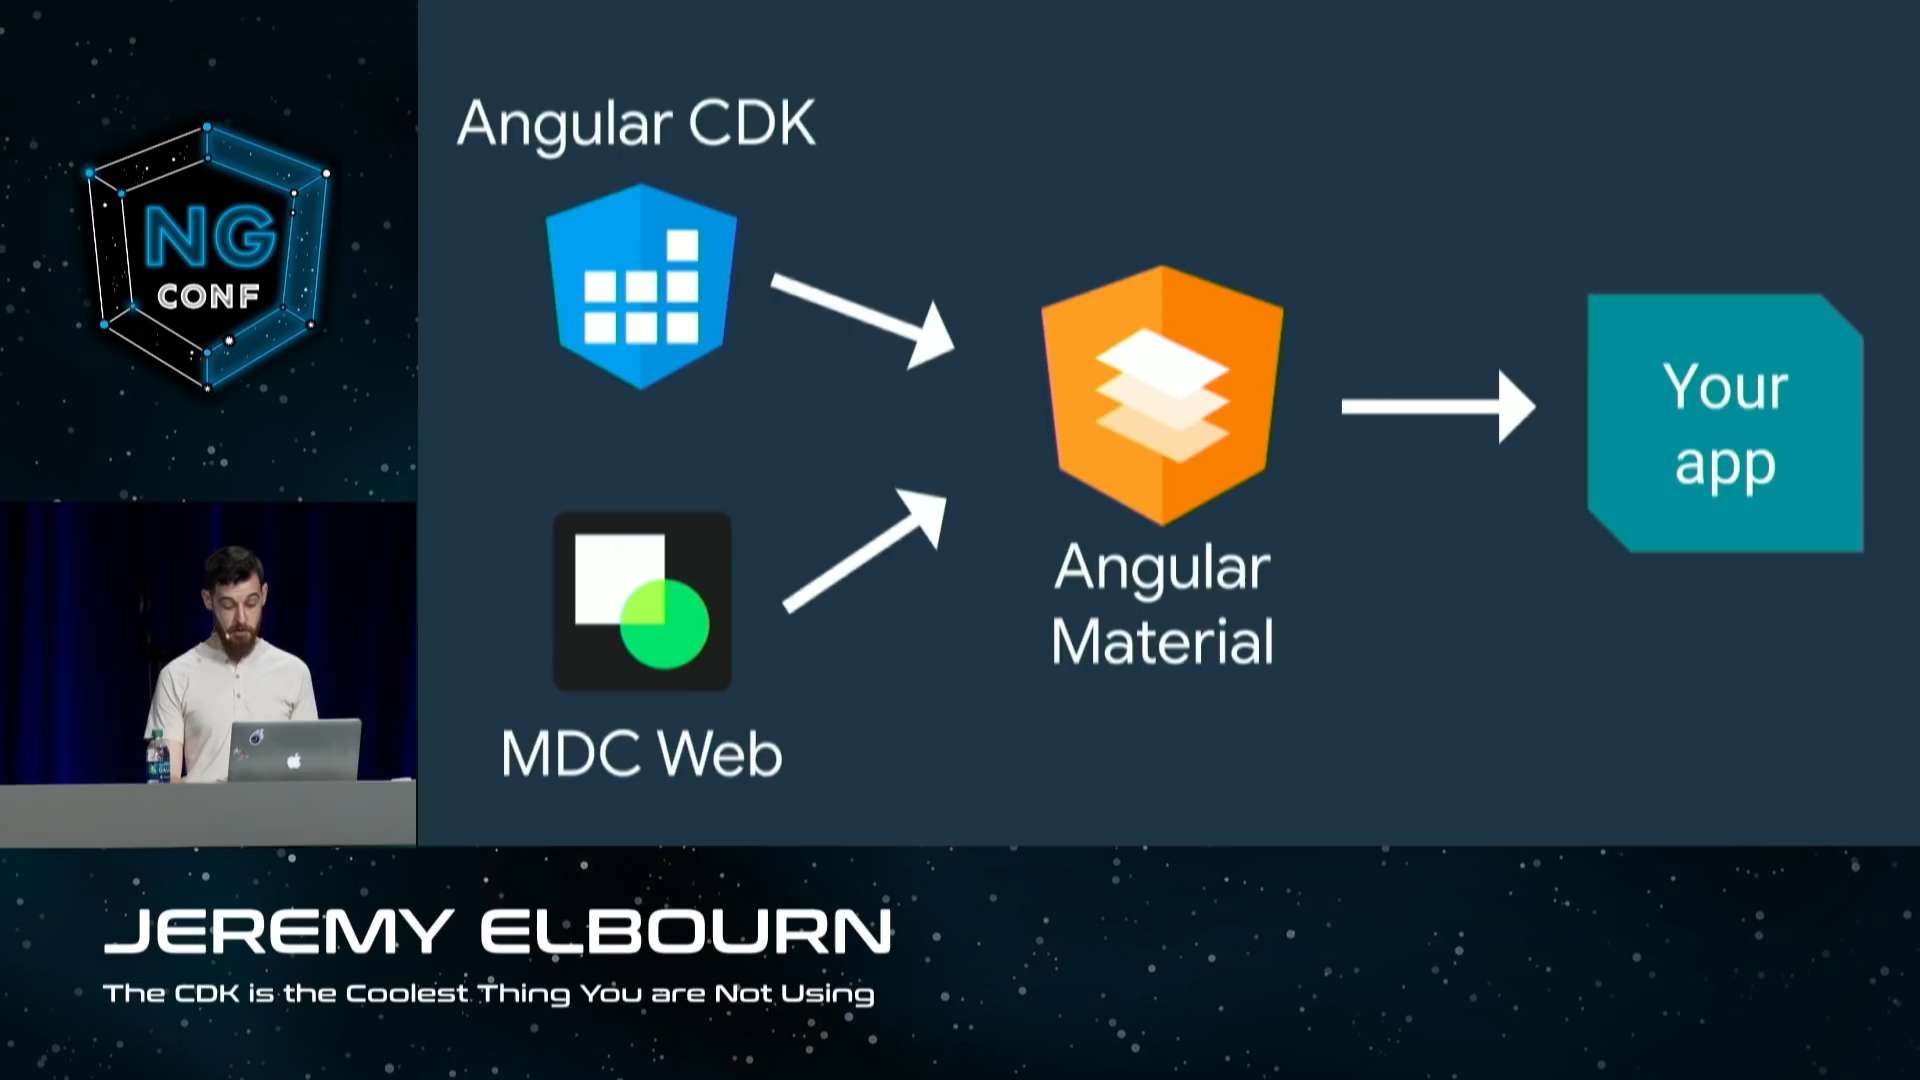 NG
CONF
Angular CDK
MDC Web
Angular
Material
Your
app
JEREMY ELBOURN
The CDK is the Coolest Thing You are Not Using